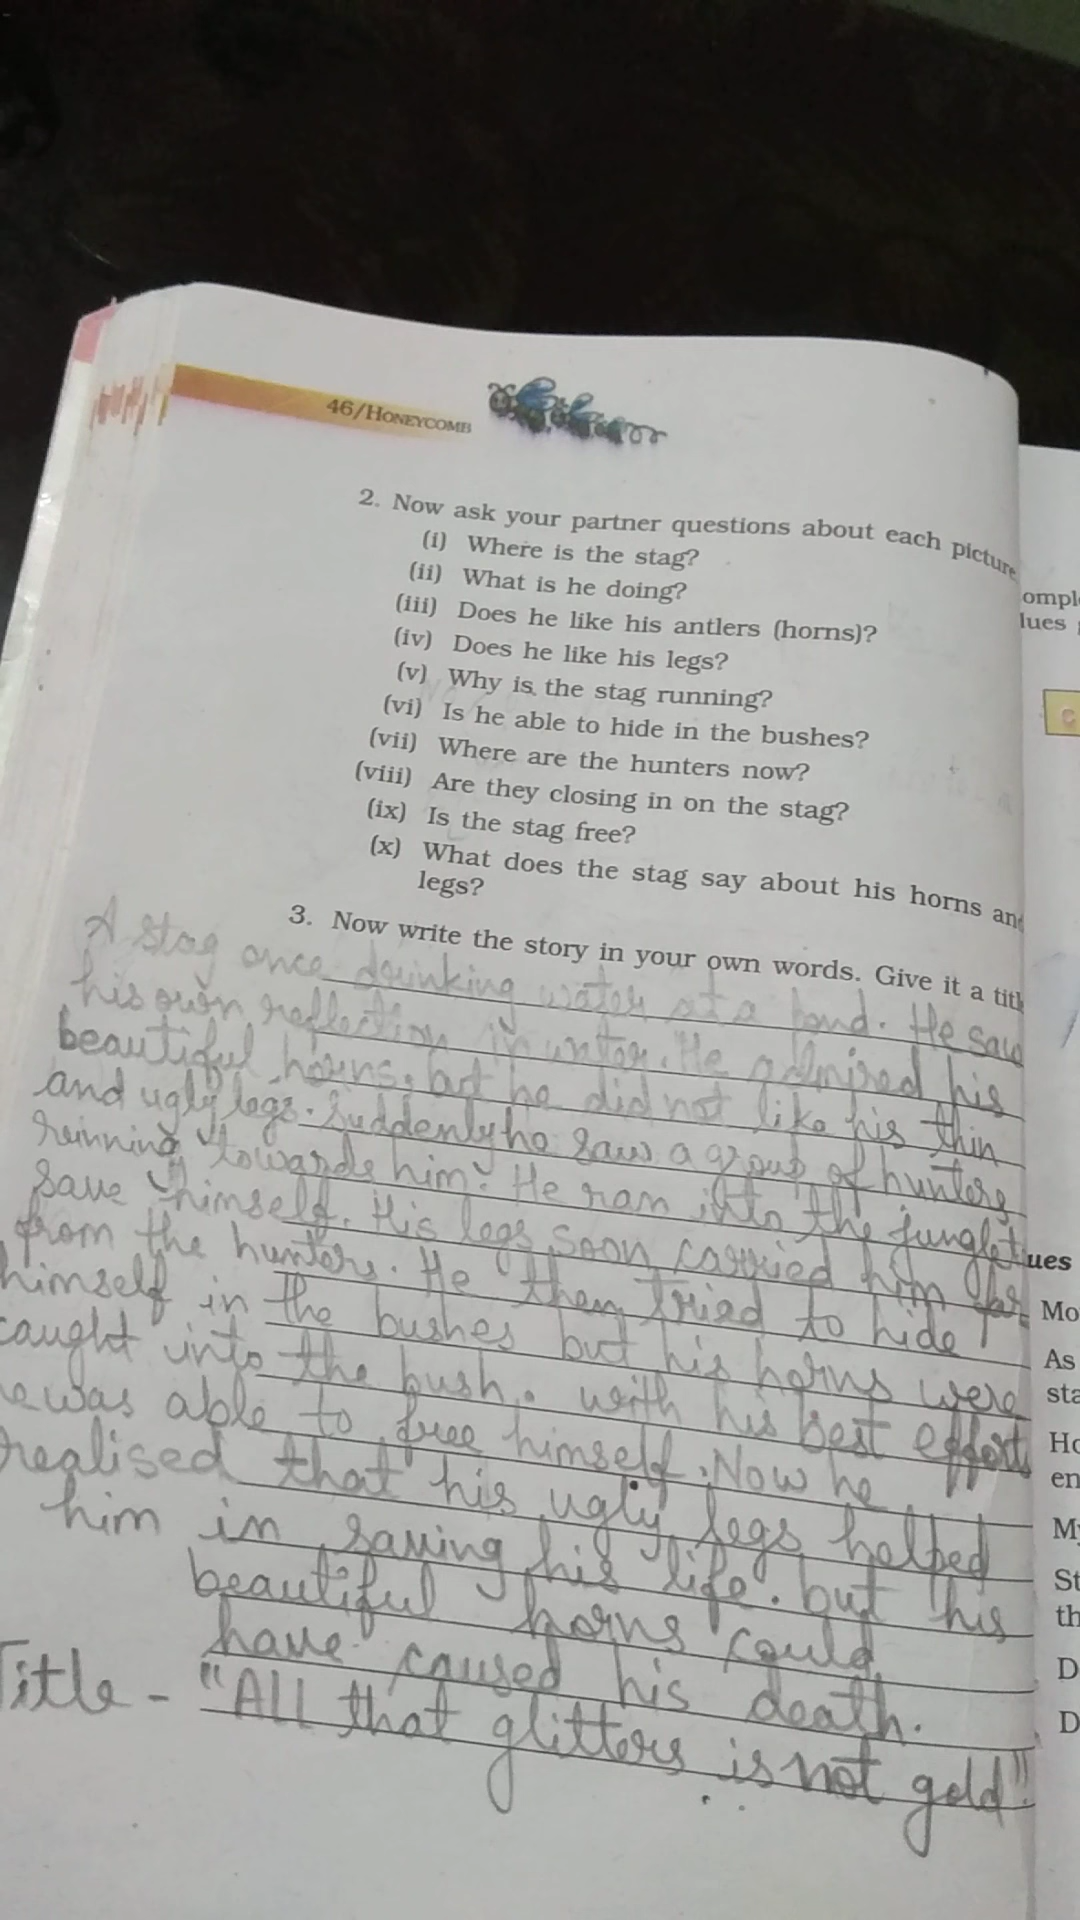 46/HONEYCOMB
2. Now ask your partner questions about each picture
(i) Where is the stag?
(ii) What is he doing?
(iii) Does he like his antlers (horns)?
(iv) Does he like his legs?
(v) Why is the stag running?
(vi) Is he able to hide in the bushes?
(vii) Where are the hunters now?
(viii) Are they closing in on the stag?
(ix) Is the stag free?
(x) What does the stag say about his horns and
legs?
3. Now write the story in your own words. Give it a titl
A stag once drinking water at a pond. He saw
his own reflection in water. He admired his
beautiful horns, but he did not like his thin
and ugly legs. Suddenly he saw a group of hunters
running towards him. He ran into the jungle to
save himself. His legs soon carried him far
from the hunters. He then tried to hide
himself in the bushes but his horns were
caught into the bush. with his best effort
he was able to free himself. Now he
realised that his ugly legs helped
him in saving his life. but his
beautiful horns could
have caused his death.
Title - "All that glitters is not gold".
ompl
lues
C
ues
Mo
As
sta
Ho
en
My
St
th
D
D